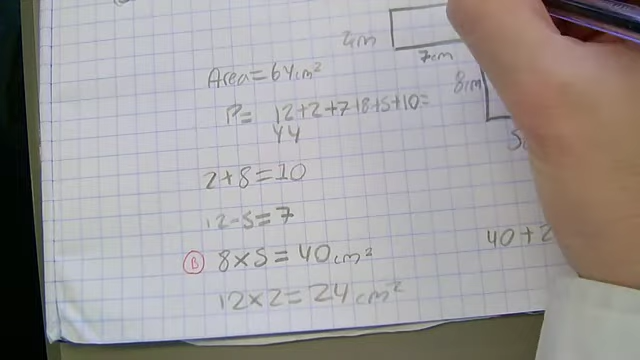 2cm
7cm
Area=64cm²
8cm
P= 12+2+7+8+5+10=
44
2+8=10
12-5=7
B 8×5=40cm²
40+2
12×2=24cm²